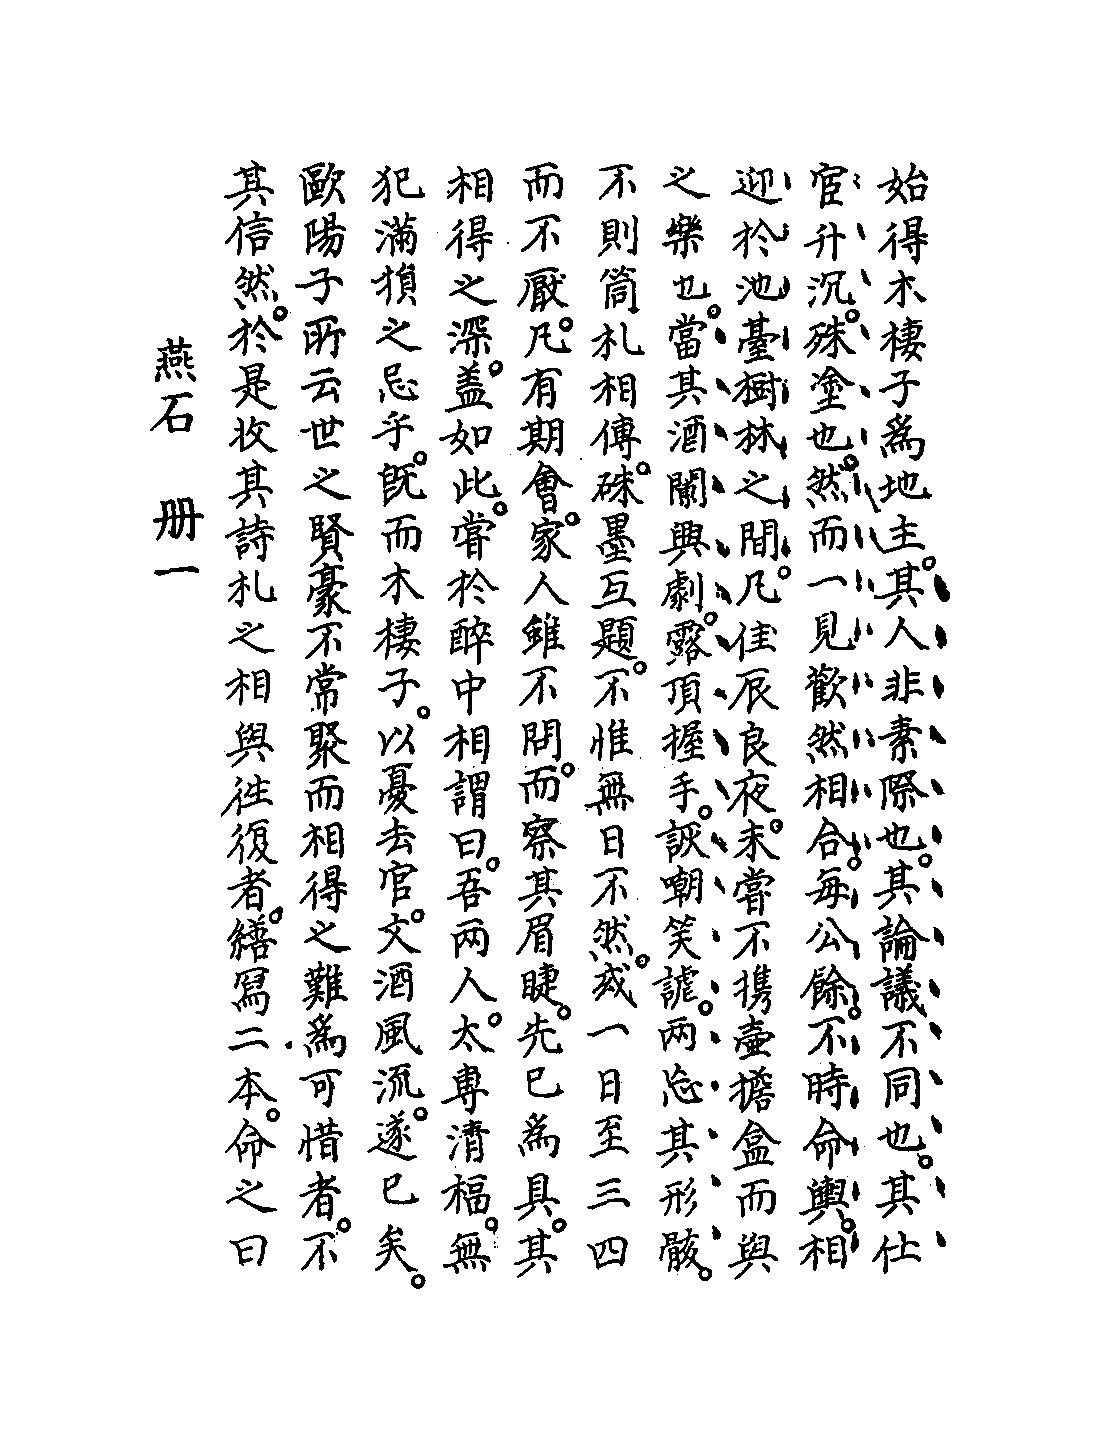 始得木棲子爲地主。其人非素際也。其論議不同也。其仕
宦升沉。殊塗也。然而一見歡然相合。每公餘。不時命輿。相
迎於池臺樹林之間。凡佳辰良夜。未嘗不携壺擔盒而與
之樂也。當其酒闌興劇。露頂握手。詼嘲笑謔。两忘其形骸。
不則筒札相傳。硃墨互題。不惟無日不然。或一日至三四
而不厭。凡有期會。家人雖不問。而察其眉睫。先已爲具。其
相得之深。盖如此。嘗於醉中相謂曰。吾两人。太專清福。無
犯滿損之忌乎。旣而木棲子。以憂去官。文酒風流。遂已矣。
歐陽子所云世之賢豪不常聚而相得之難爲可惜者。不
其信然。於是收其詩札之相與徃復者。繕冩二本。命之曰
燕石 册一